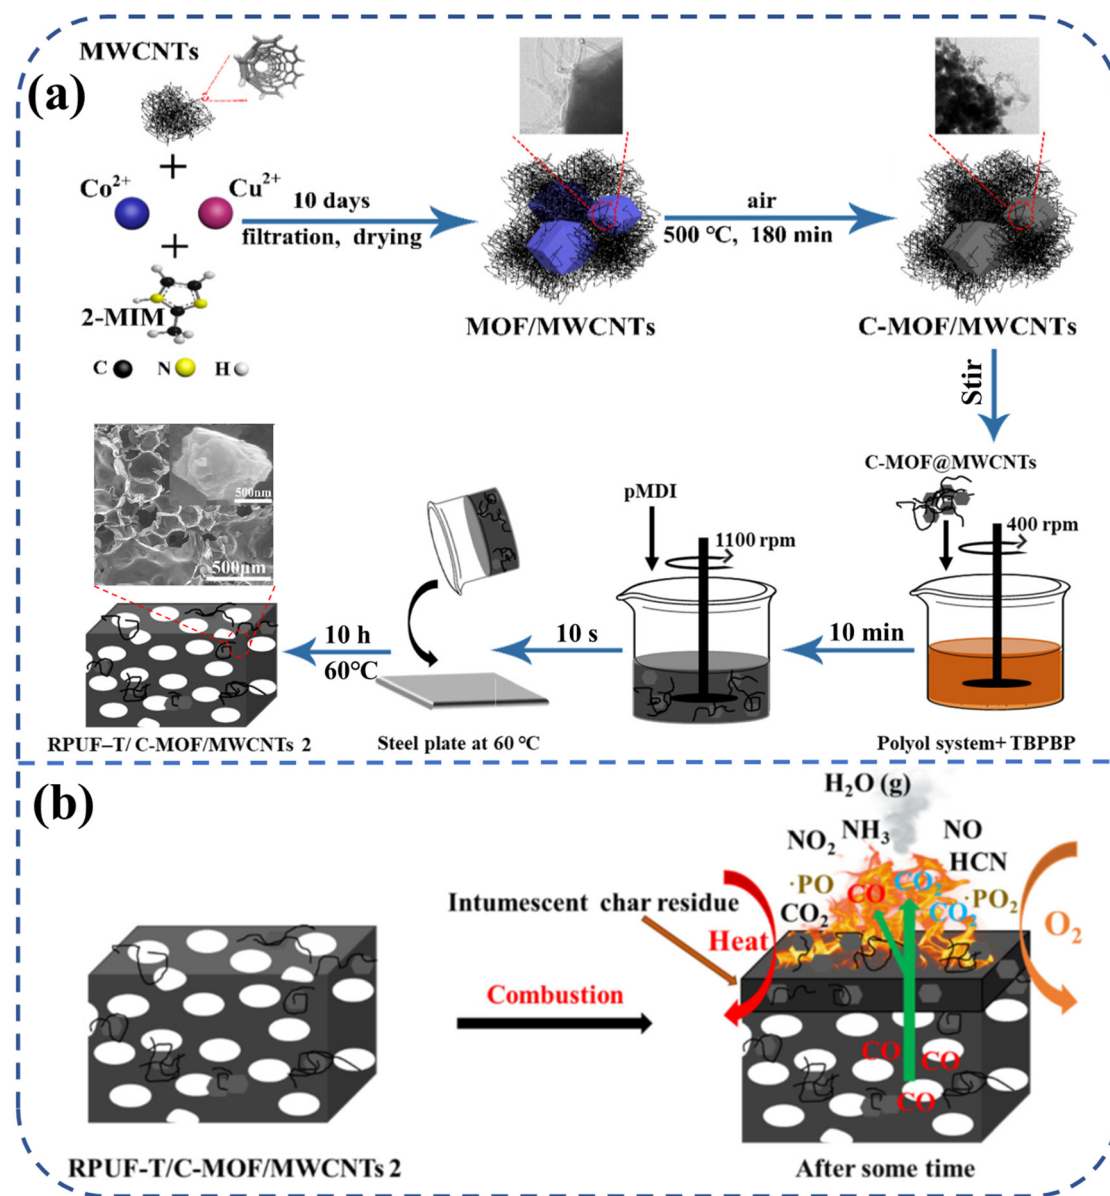 (a)
MWCNTs
+
Co²⁺
Cu²⁺
+
2-MIM
C
N
H
10 days
filtration, drying
MOF/MWCNTs
air
500 ℃, 180 min
C-MOF/MWCNTs
Stir
C-MOF@MWCNTs
400 rpm
Polyol system+ TBPBP
10 min
pMDI
1100 rpm
10 s
Steel plate at 60 ℃
10 h
60℃
500nm
500μm
RPUF–T/ C-MOF/MWCNTs 2
(b)
RPUF-T/C-MOF/MWCNTs 2
Combustion
Intumescent char residue
H₂O (g)
NO₂
NH₃
NO
HCN
·PO
CO
CO₂
·PO₂
CO₂
CO₂
Heat
O₂
CO
CO
CO
After some time